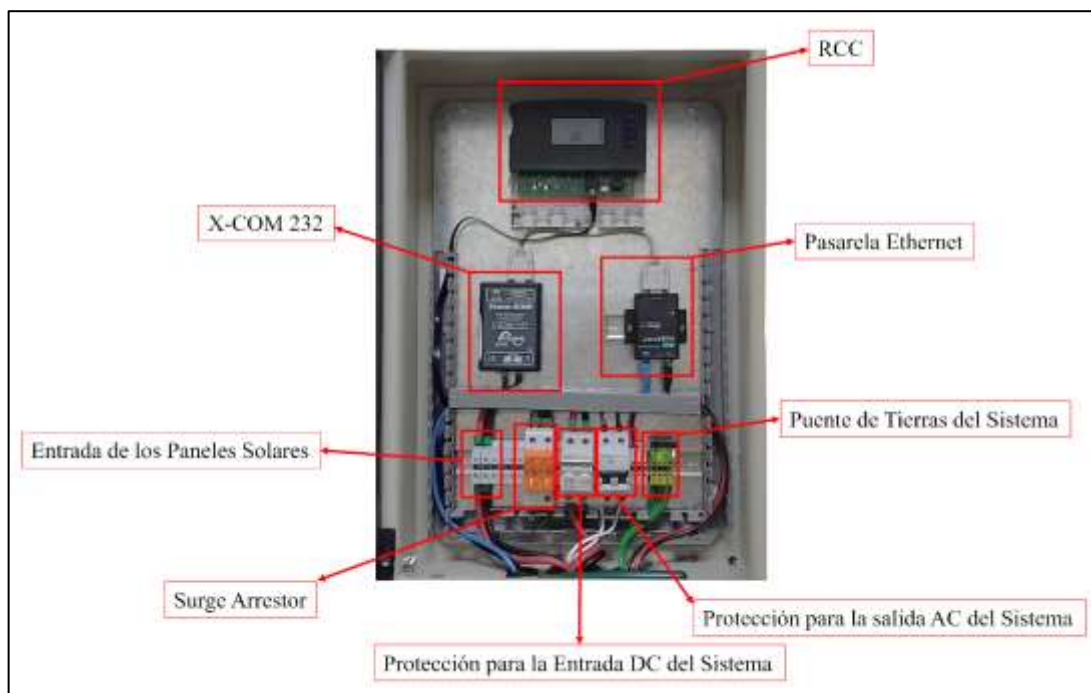 RCC
X-COM 232
Pasarela Ethernet
Puente de Tierras del Sistema
Entrada de los Paneles Solares
Surge Arrestor
Protección para la salida AC del Sistema
Protección para la Entrada DC del Sistema